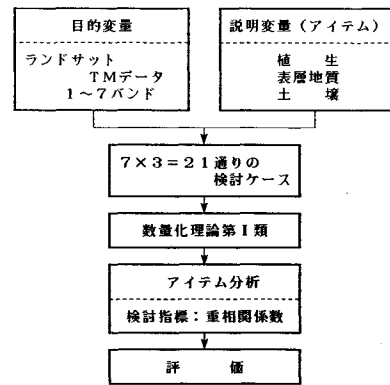 目的変量
ランドサット
TMデータ
1～7バンド
説明変量(アイテム)
植 生
表層地質
土 壌
7×3=21通りの
検討ケース
数量化理論第Ⅰ類
アイテム分析
検討指標:重相関係数
評 価